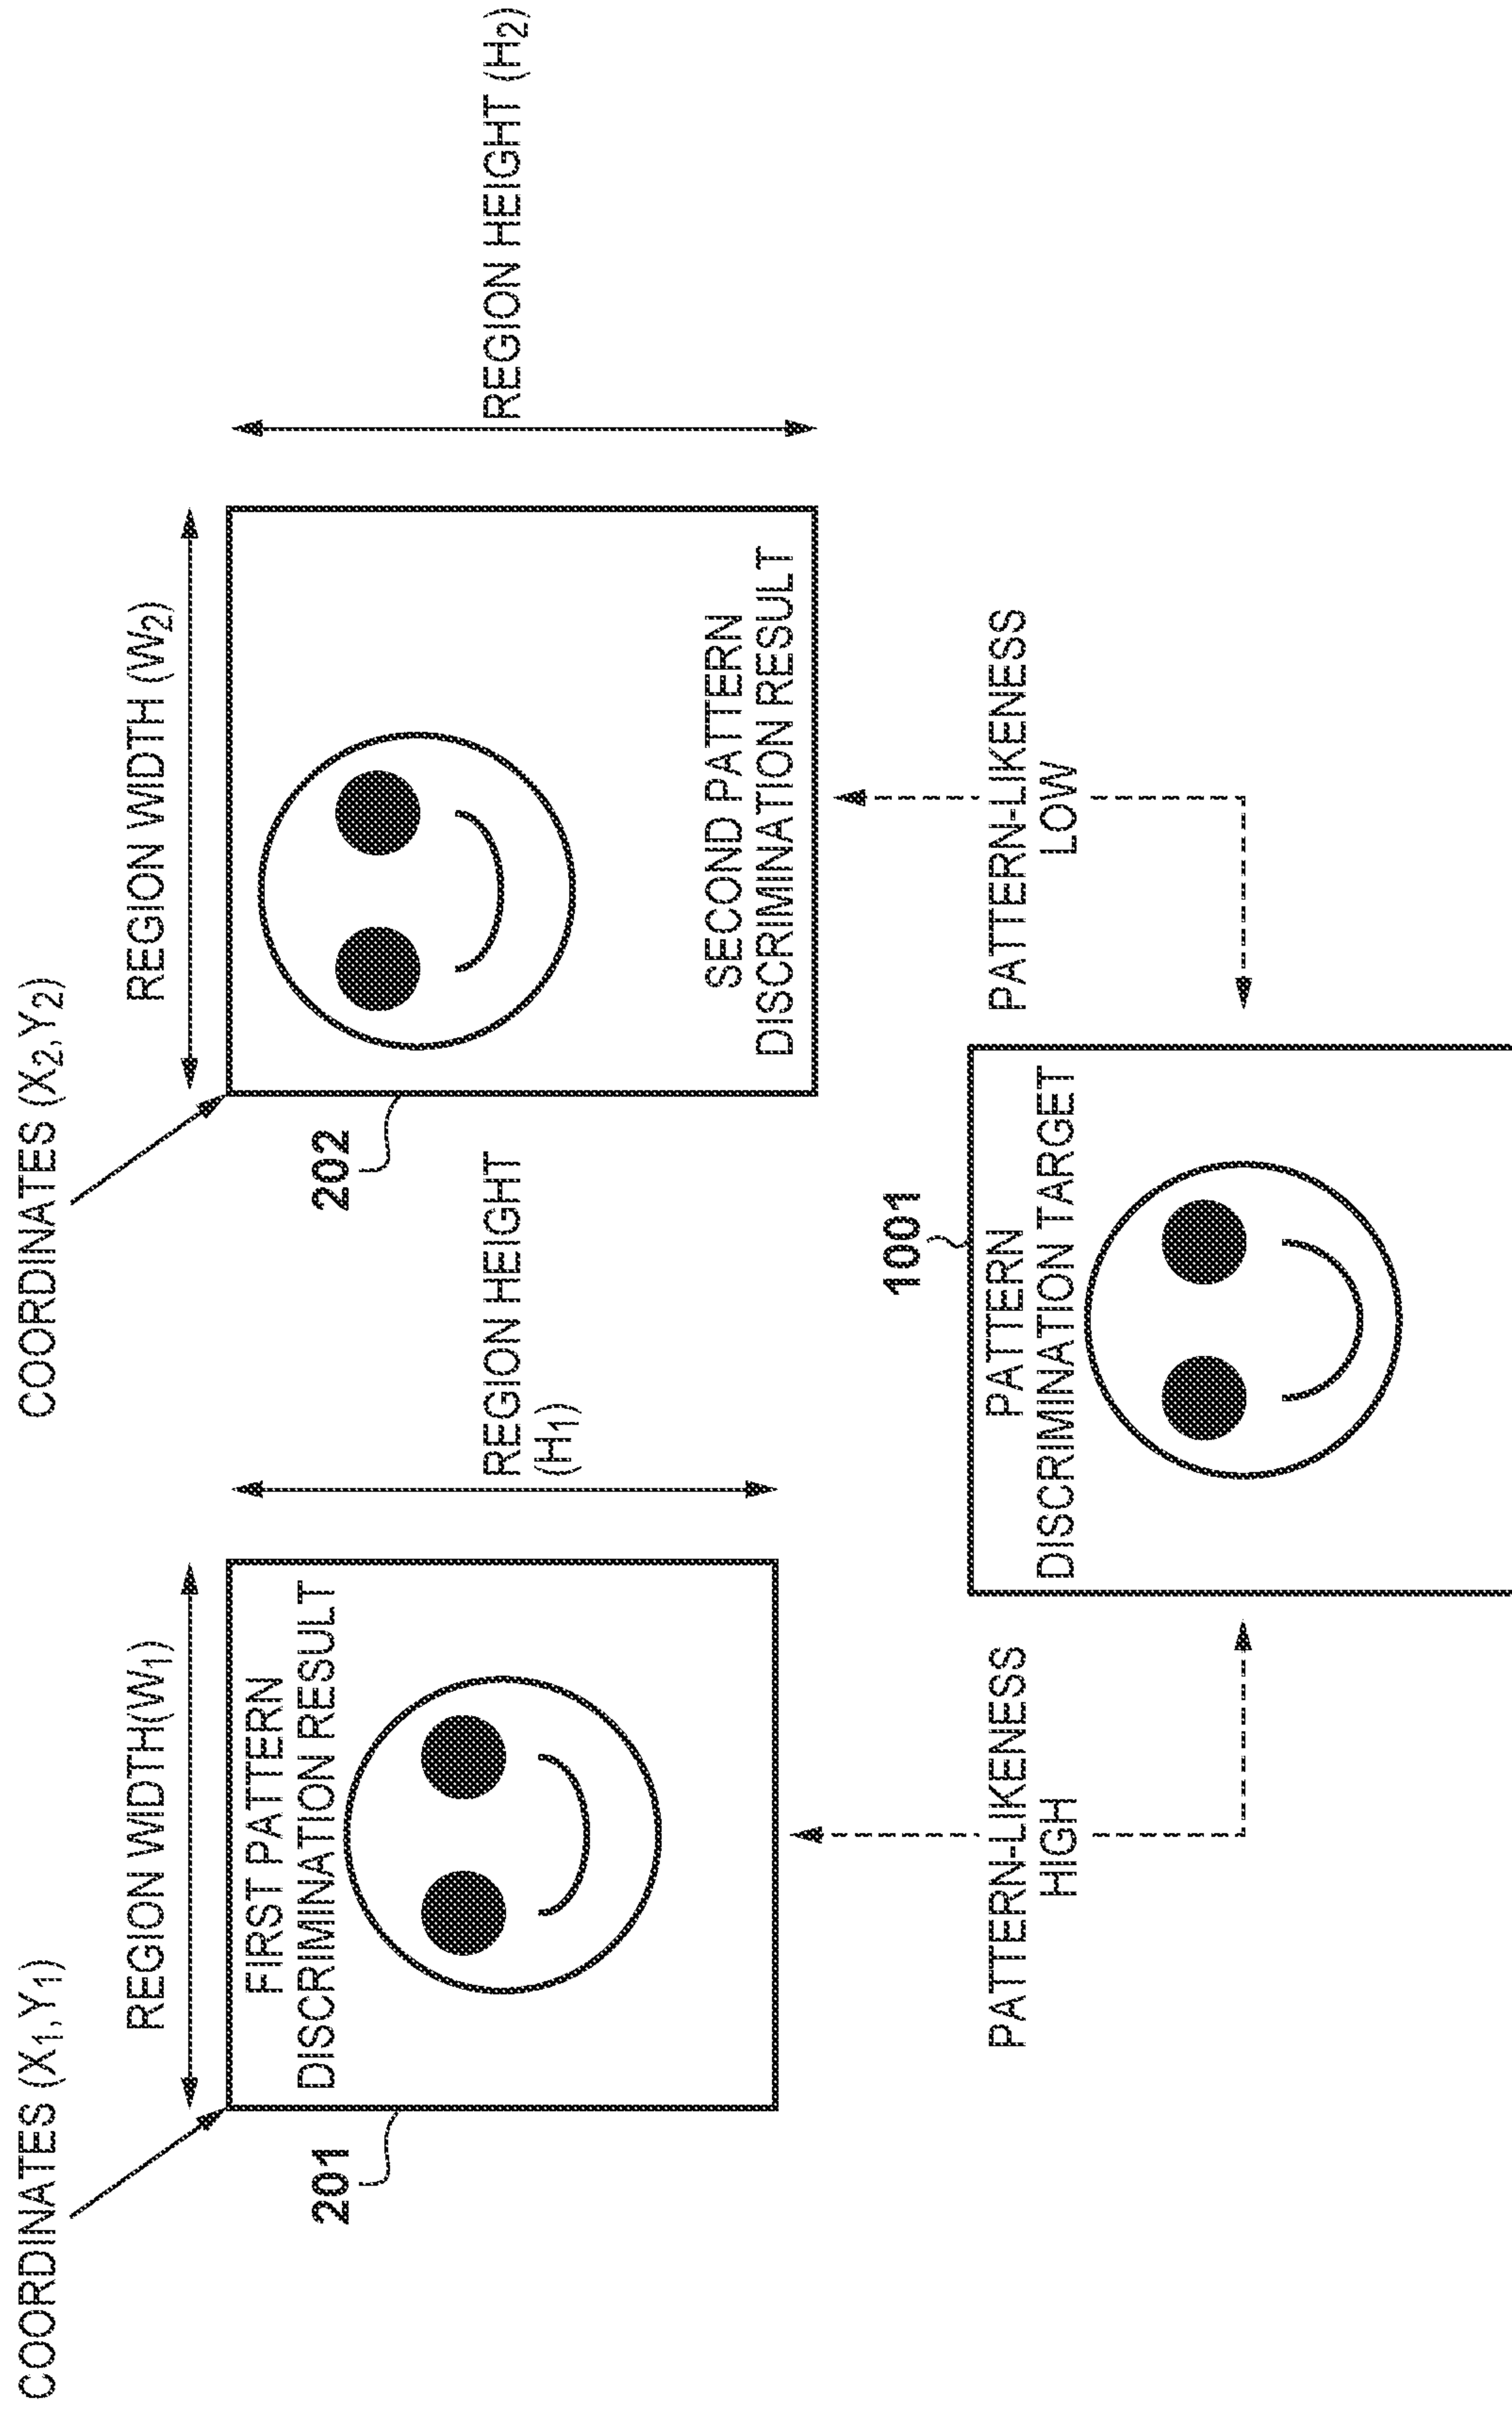 COORDINATES (X1,Y1)
REGION WIDTH(W1)
201
FIRST PATTERN
DISCRIMINATION RESULT
REGION HEIGHT
(H1)
COORDINATES (X2,Y2)
REGION WIDTH (W2)
202
SECOND PATTERN
DISCRIMINATION RESULT
REGION HEIGHT (H2)
PATTERN-LIKENESS
HIGH
1001
PATTERN
DISCRIMINATION TARGET
PATTERN-LIKENESS
LOW